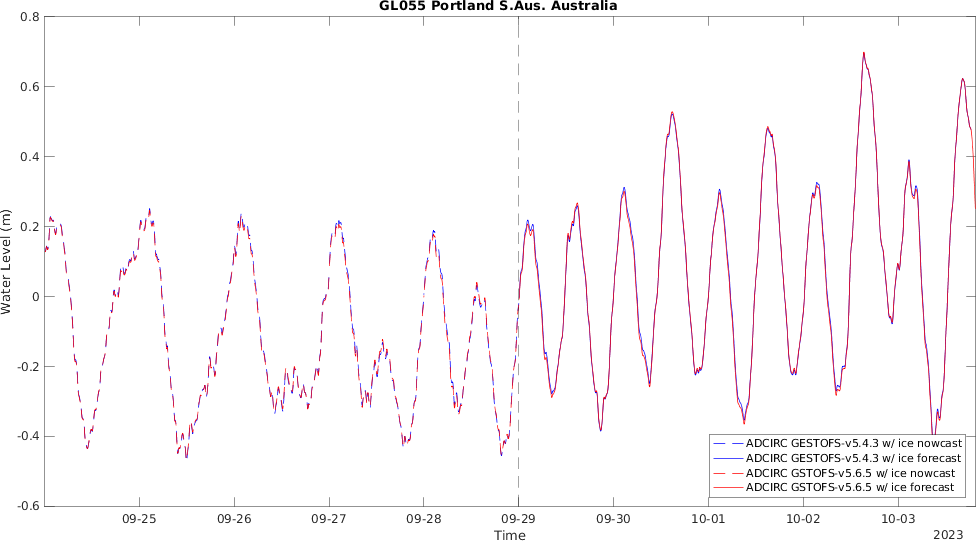 GL055 Portland S.Aus. Australia
0.8
0.6
0.4
0.2
0
-0.2
-0.4
-0.6
Water Level (m)
09-25 09-26 09-27 09-28 09-29 09-30 10-01 10-02 10-03
Time
2023
ADCIRC GESTOFS-v5.4.3 w/ ice nowcast
ADCIRC GESTOFS-v5.4.3 w/ ice forecast
ADCIRC GSTOFS-v5.6.5 w/ ice nowcast
ADCIRC GSTOFS-v5.6.5 w/ ice forecast